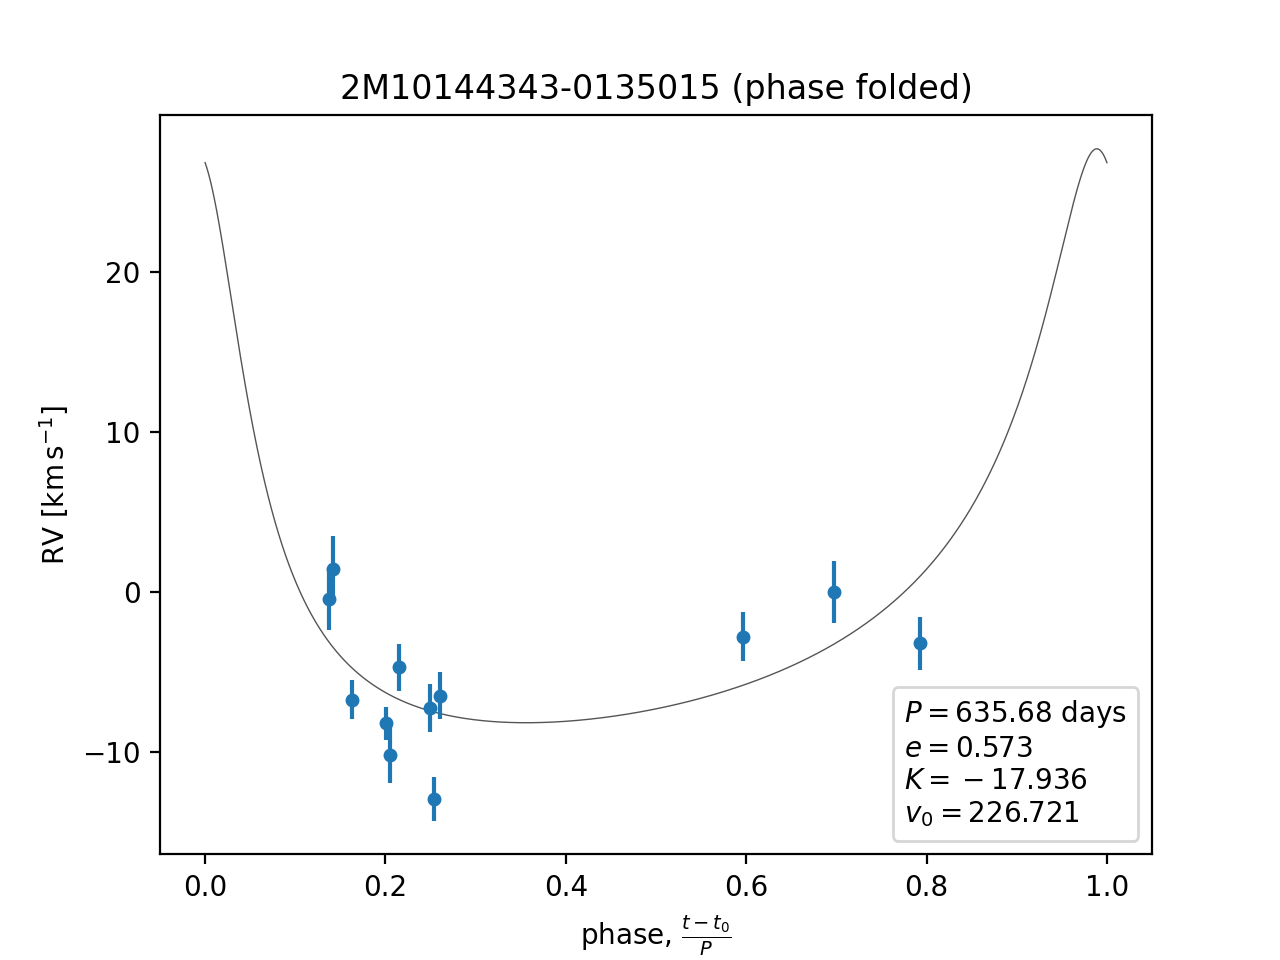 2M10144343-0135015 (phase folded)
RV [km s⁻¹]
20
10
0
−10
P = 635.68 days
e = 0.573
K = −17.936
v₀ = 226.721
0.0 0.2 0.4 0.6 0.8 1.0
phase, (t − t₀)/P